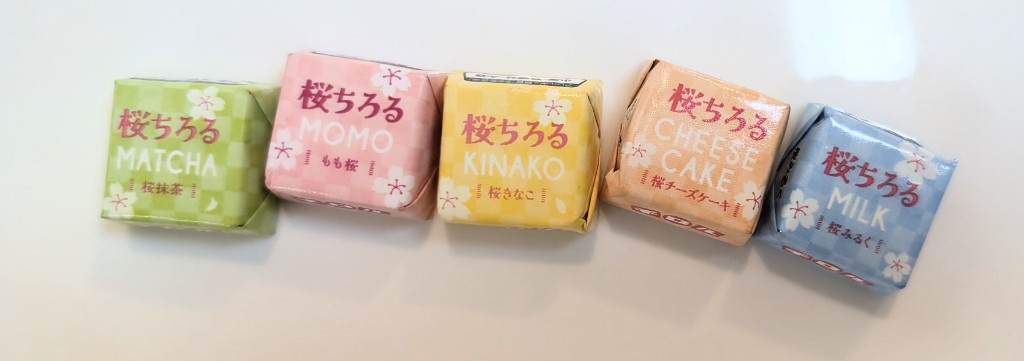 桜ちろる
MATCHA
桜抹茶
桜ちろる
MOMO
もも桜
桜ちろる
KINAKO
桜きなこ
桜ちろる
CHEESE
CAKE
桜チーズケーキ
桜ちろる
MILK
桜みるく